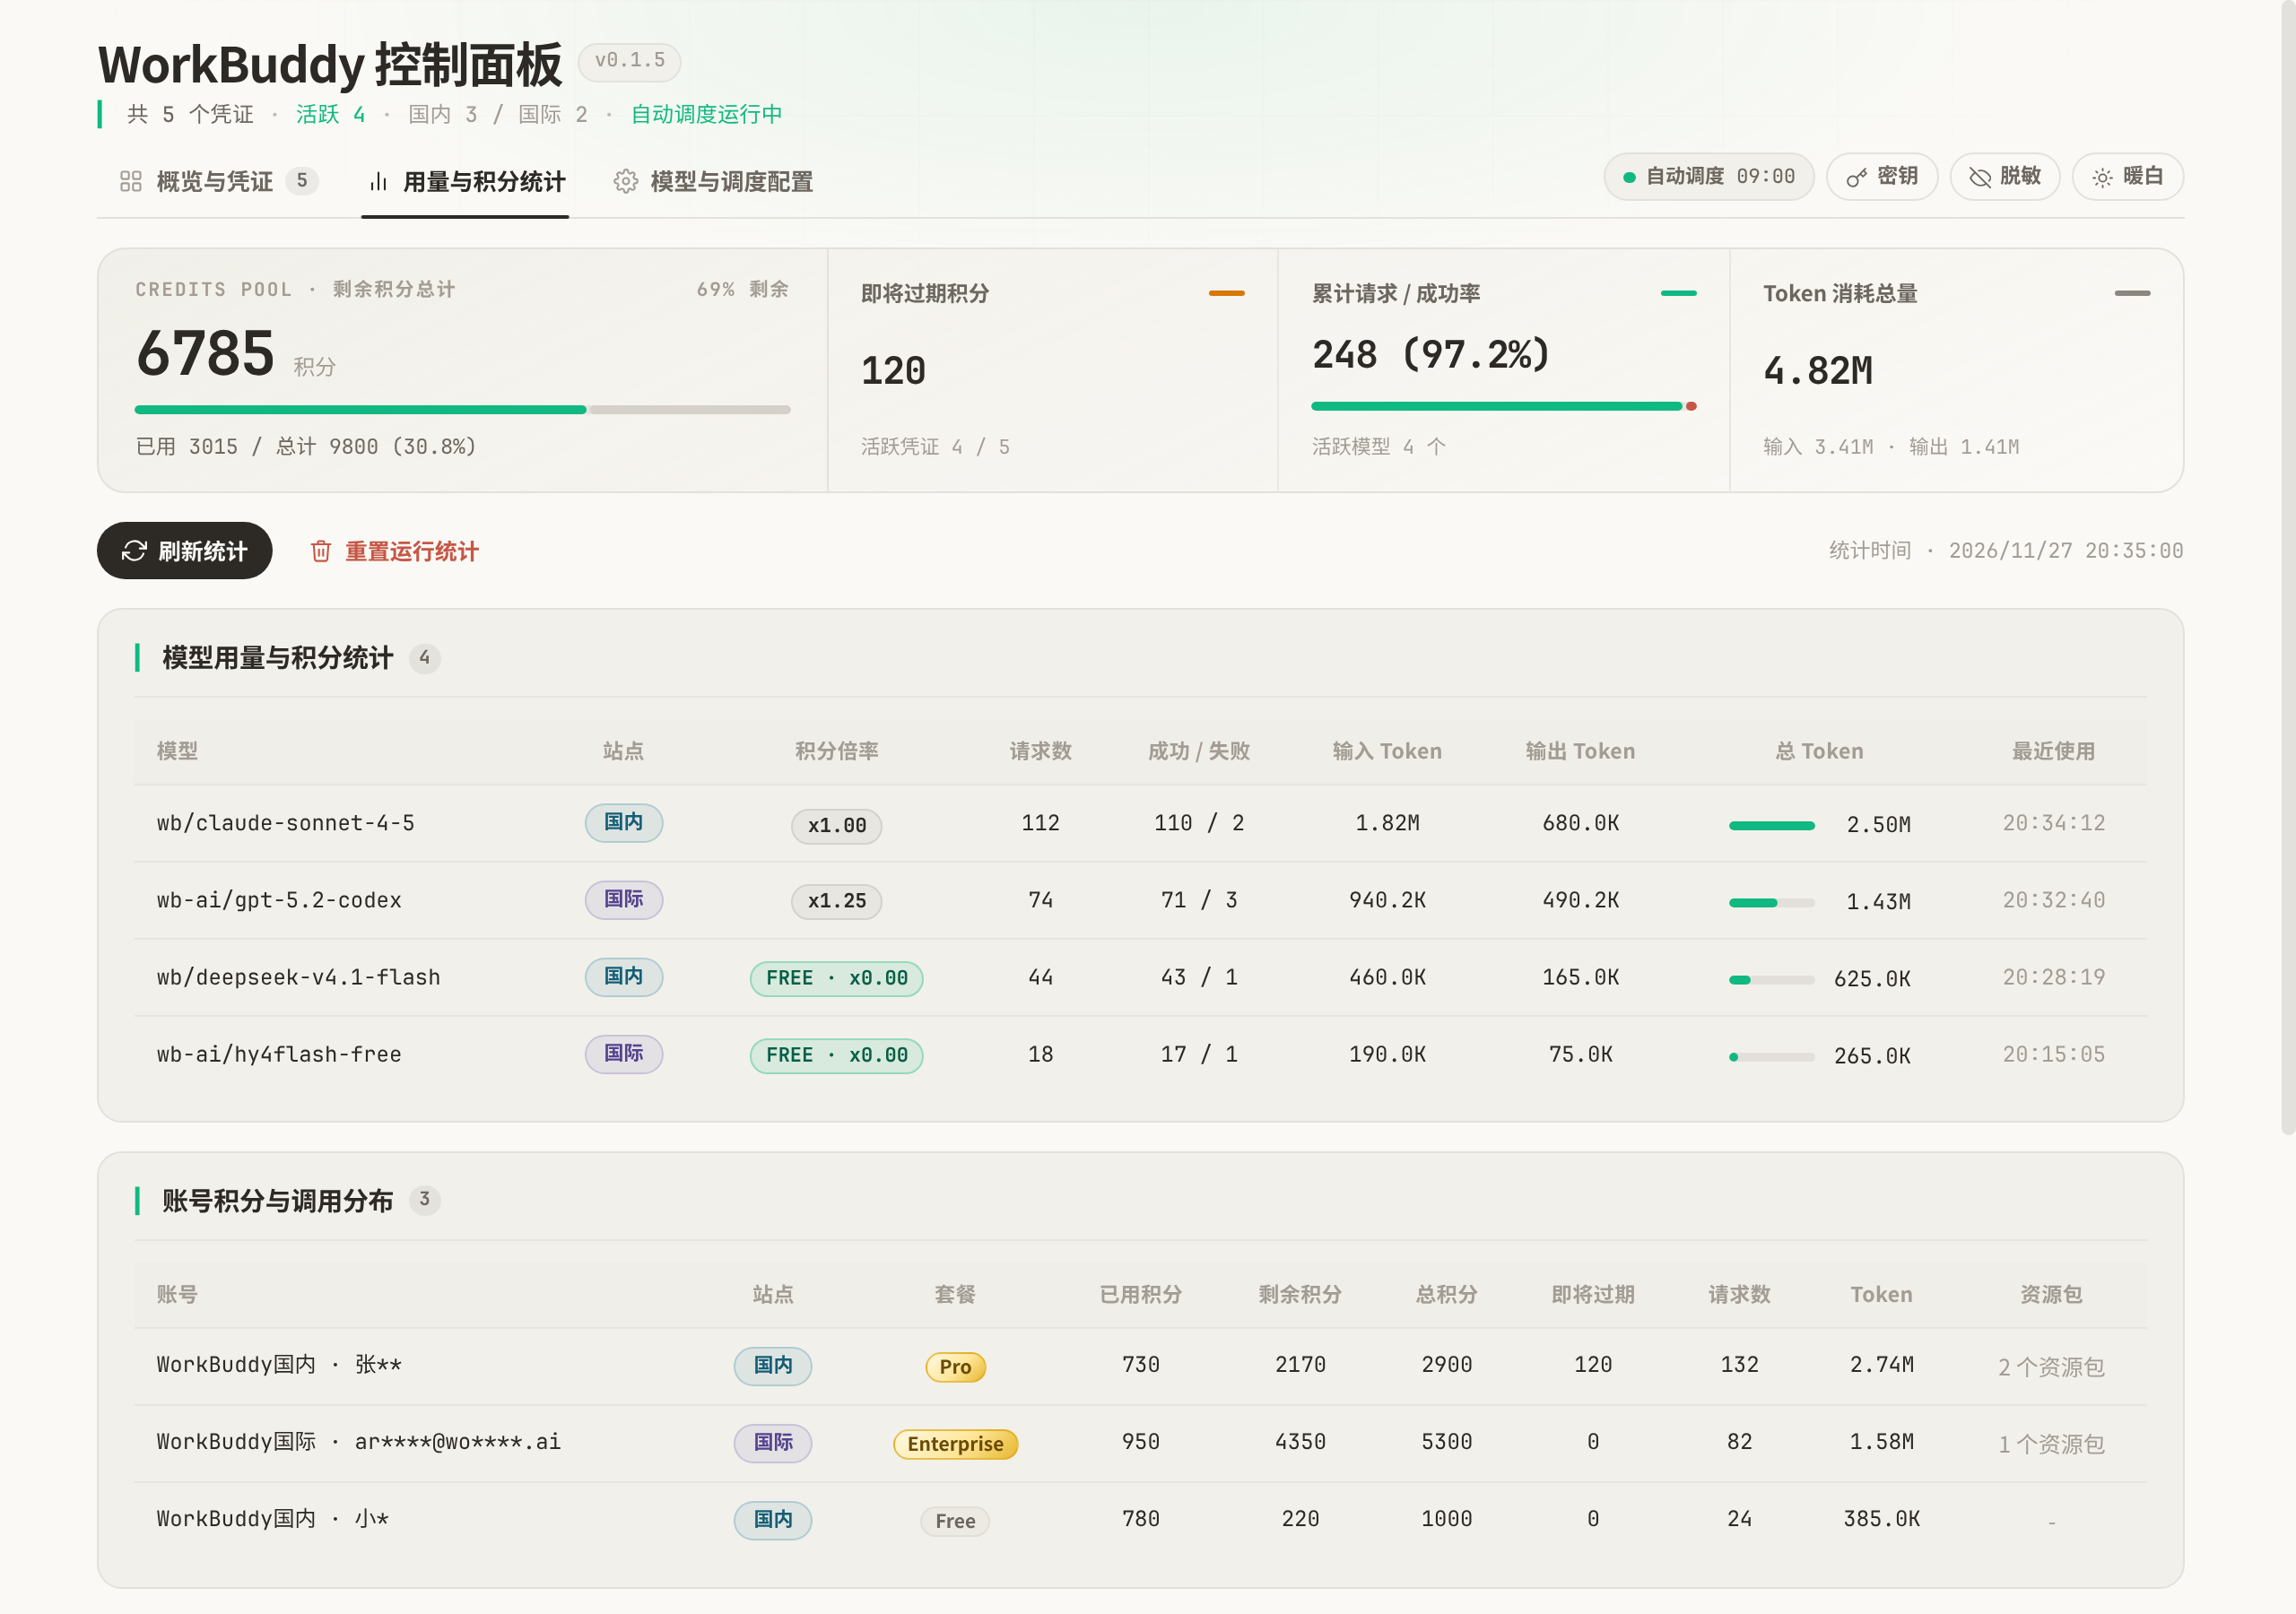 WorkBuddy 控制面板 v0.1.5
共 5 个凭证 · 活跃 4 · 国内 3 / 国际 2 · 自动调度运行中
概览与凭证 5 用量与积分统计 模型与调度配置 自动调度 09:00 密钥 脱敏 暖白
CREDITS POOL · 剩余积分总计 69% 剩余
6785 积分
已用 3015 / 总计 9800 (30.8%)
即将过期积分
120
活跃凭证 4 / 5
累计请求 / 成功率
248 (97.2%)
活跃模型 4 个
Token 消耗总量
4.82M
输入 3.41M · 输出 1.41M
刷新统计 重置运行统计 统计时间 · 2026/11/27 20:35:00
模型用量与积分统计 4
模型 站点 积分倍率 请求数 成功 / 失败 输入 Token 输出 Token 总 Token 最近使用
wb/claude-sonnet-4-5 国内 x1.00 112 110 / 2 1.82M 680.0K 2.50M 20:34:12
wb-ai/gpt-5.2-codex 国际 x1.25 74 71 / 3 940.2K 490.2K 1.43M 20:32:40
wb/deepseek-v4.1-flash 国内 FREE · x0.00 44 43 / 1 460.0K 165.0K 625.0K 20:28:19
wb-ai/hy4flash-free 国际 FREE · x0.00 18 17 / 1 190.0K 75.0K 265.0K 20:15:05
账号积分与调用分布 3
账号 站点 套餐 已用积分 剩余积分 总积分 即将过期 请求数 Token 资源包
WorkBuddy国内 · 张** 国内 Pro 730 2170 2900 120 132 2.74M 2 个资源包
WorkBuddy国际 · ar****@wo****.ai 国际 Enterprise 950 4350 5300 0 82 1.58M 1 个资源包
WorkBuddy国内 · 小* 国内 Free 780 220 1000 0 24 385.0K -